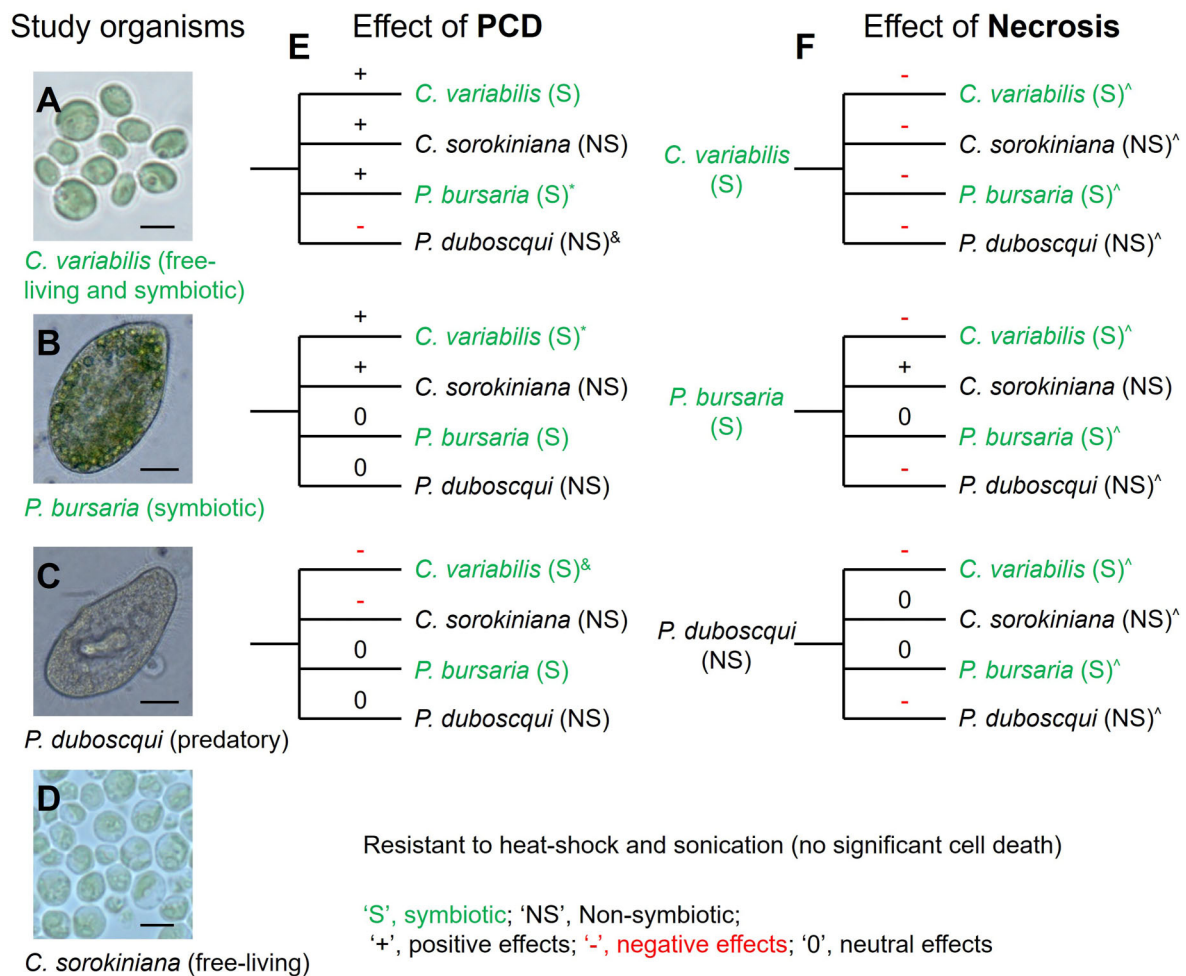 Study organisms
Effect of PCD
Effect of Necrosis
A
C. variabilis (free-
living and symbiotic)
B
P. bursaria (symbiotic)
C
P. duboscqui (predatory)
D
C. sorokiniana (free-living)
E
+ C. variabilis (S)
+ C. sorokiniana (NS)
+ P. bursaria (S)*
- P. duboscqui (NS)&
+ C. variabilis (S)*
+ C. sorokiniana (NS)
0 P. bursaria (S)
0 P. duboscqui (NS)
- C. variabilis (S)&
- C. sorokiniana (NS)
0 P. bursaria (S)
0 P. duboscqui (NS)
F
C. variabilis
(S)
- C. variabilis (S)^
- C. sorokiniana (NS)^
- P. bursaria (S)^
- P. duboscqui (NS)^
P. bursaria
(S)
- C. variabilis (S)^
+ C. sorokiniana (NS)
0 P. bursaria (S)^
- P. duboscqui (NS)^
P. duboscqui
(NS)
- C. variabilis (S)^
0 C. sorokiniana (NS)^
0 P. bursaria (S)^
- P. duboscqui (NS)^
Resistant to heat-shock and sonication (no significant cell death)
‘S’, symbiotic; ‘NS’, Non-symbiotic;
‘+’, positive effects; ‘-’, negative effects; ‘0’, neutral effects